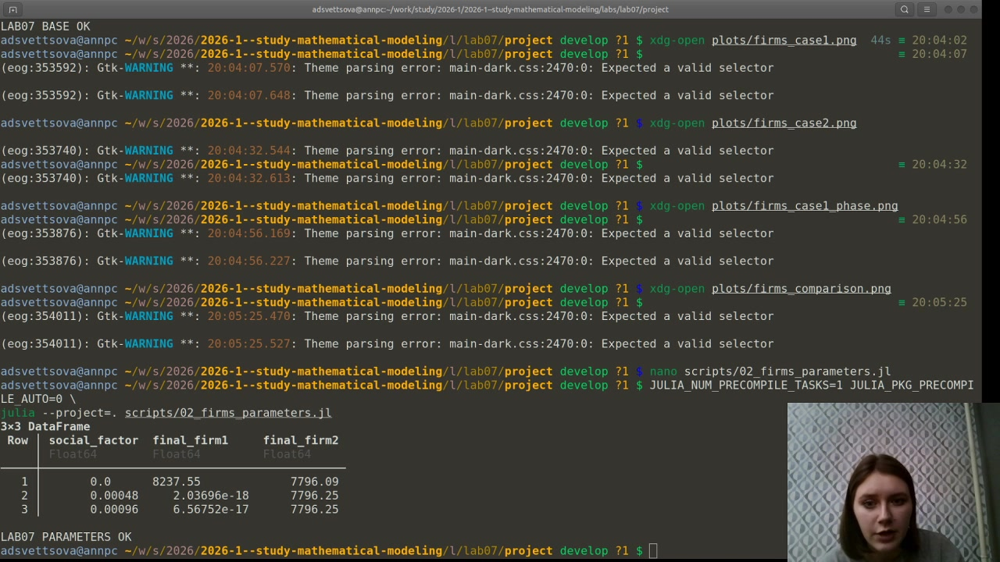 adsvettsova@annpc:~/work/study/2026-1/2026-1--study-mathematical-modeling/labs/lab07/project
LAB07 BASE OK
adsvettsova@annpc ~/w/s/2026/2026-1--study-mathematical-modeling/l/lab07/project develop ?1 $ xdg-open plots/firms_case1.png 44s ≡ 20:04:02
adsvettsova@annpc ~/w/s/2026/2026-1--study-mathematical-modeling/l/lab07/project develop ?1 $ ≡ 20:04:07
(eog:353592): Gtk-WARNING **: 20:04:07.570: Theme parsing error: main-dark.css:2470:0: Expected a valid selector
(eog:353592): Gtk-WARNING **: 20:04:07.648: Theme parsing error: main-dark.css:2470:0: Expected a valid selector
adsvettsova@annpc ~/w/s/2026/2026-1--study-mathematical-modeling/l/lab07/project develop ?1 $ xdg-open plots/firms_case2.png
(eog:353740): Gtk-WARNING **: 20:04:32.544: Theme parsing error: main-dark.css:2470:0: Expected a valid selector
adsvettsova@annpc ~/w/s/2026/2026-1--study-mathematical-modeling/l/lab07/project develop ?1 $ ≡ 20:04:32
(eog:353740): Gtk-WARNING **: 20:04:32.613: Theme parsing error: main-dark.css:2470:0: Expected a valid selector
adsvettsova@annpc ~/w/s/2026/2026-1--study-mathematical-modeling/l/lab07/project develop ?1 $ xdg-open plots/firms_case1_phase.png
adsvettsova@annpc ~/w/s/2026/2026-1--study-mathematical-modeling/l/lab07/project develop ?1 $ ≡ 20:04:56
(eog:353876): Gtk-WARNING **: 20:04:56.169: Theme parsing error: main-dark.css:2470:0: Expected a valid selector
(eog:353876): Gtk-WARNING **: 20:04:56.227: Theme parsing error: main-dark.css:2470:0: Expected a valid selector
adsvettsova@annpc ~/w/s/2026/2026-1--study-mathematical-modeling/l/lab07/project develop ?1 $ xdg-open plots/firms_comparison.png
adsvettsova@annpc ~/w/s/2026/2026-1--study-mathematical-modeling/l/lab07/project develop ?1 $ ≡ 20:05:25
(eog:354011): Gtk-WARNING **: 20:05:25.470: Theme parsing error: main-dark.css:2470:0: Expected a valid selector
(eog:354011): Gtk-WARNING **: 20:05:25.527: Theme parsing error: main-dark.css:2470:0: Expected a valid selector
adsvettsova@annpc ~/w/s/2026/2026-1--study-mathematical-modeling/l/lab07/project develop ?1 $ nano scripts/02_firms_parameters.jl
adsvettsova@annpc ~/w/s/2026/2026-1--study-mathematical-modeling/l/lab07/project develop ?1 $ JULIA_NUM_PRECOMPILE_TASKS=1 JULIA_PKG_PRECOMPI
LE_AUTO=0 \
julia --project=. scripts/02_firms_parameters.jl
3×3 DataFrame
Row social_factor final_firm1 final_firm2
Float64 Float64 Float64
1 0.0 8237.55 7796.09
2 0.00048 2.03696e-18 7796.25
3 0.00096 6.56752e-17 7796.25
LAB07 PARAMETERS OK
adsvettsova@annpc ~/w/s/2026/2026-1--study-mathematical-modeling/l/lab07/project develop ?1 $